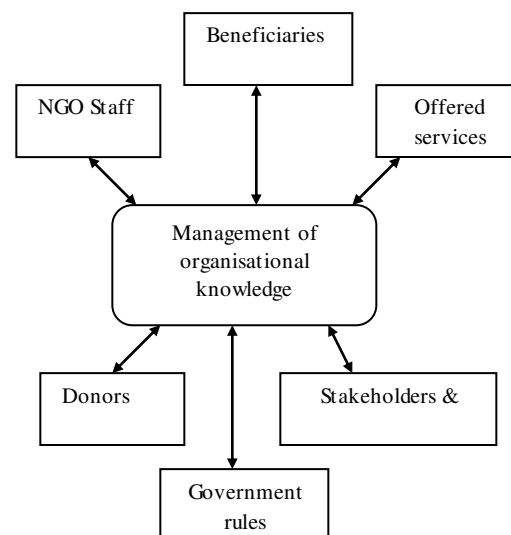 Beneficiaries
NGO Staff
Offered
services
Management of
organisational
knowledge
Donors
Stakeholders &
Government
rules